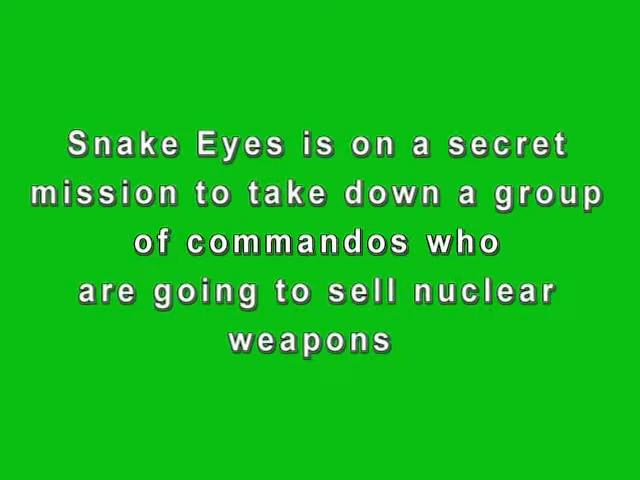 Snake Eyes is on a secret
mission to take down a group
of commandos who
are going to sell nuclear
weapons